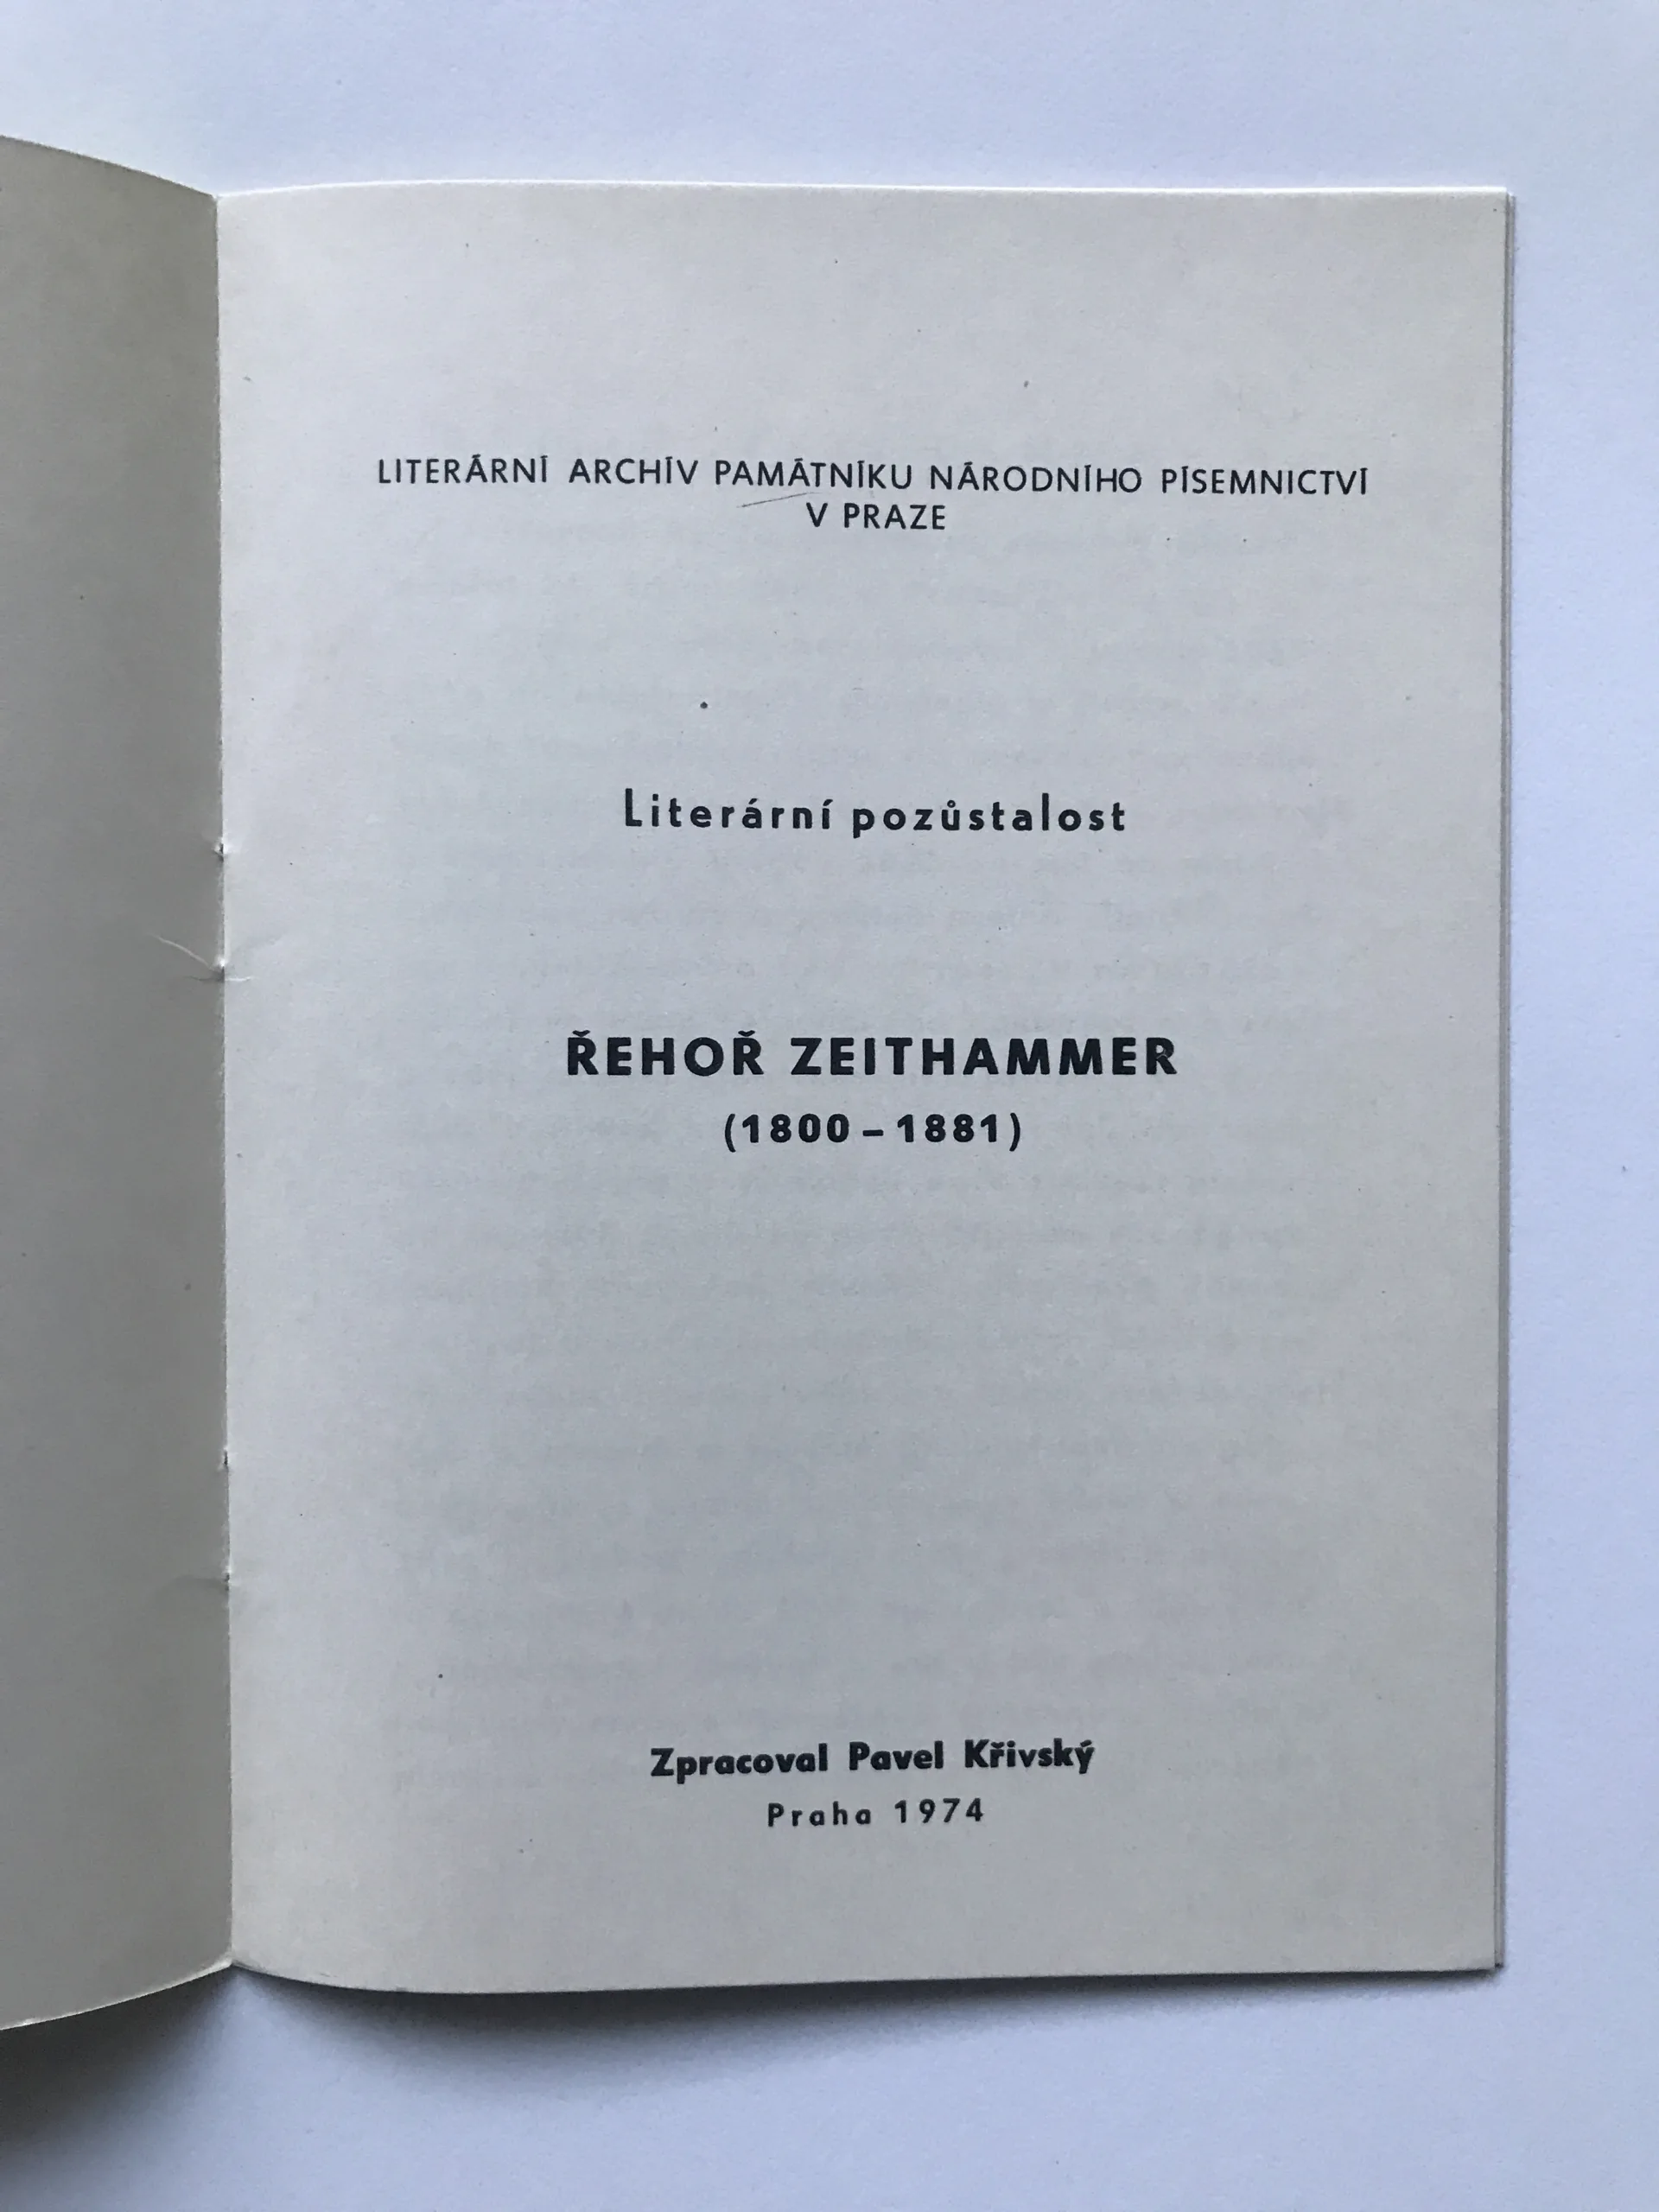 LITERÁRNÍ ARCHÍV PAMÁTNÍKU NÁRODNÍHO PÍSEMNICTVÍ
V PRAZE
Literární pozůstalost
ŘEHOŘ ZEITHAMMER
(1800 – 1881)
Zpracoval Pavel Křivský
Praha 1974